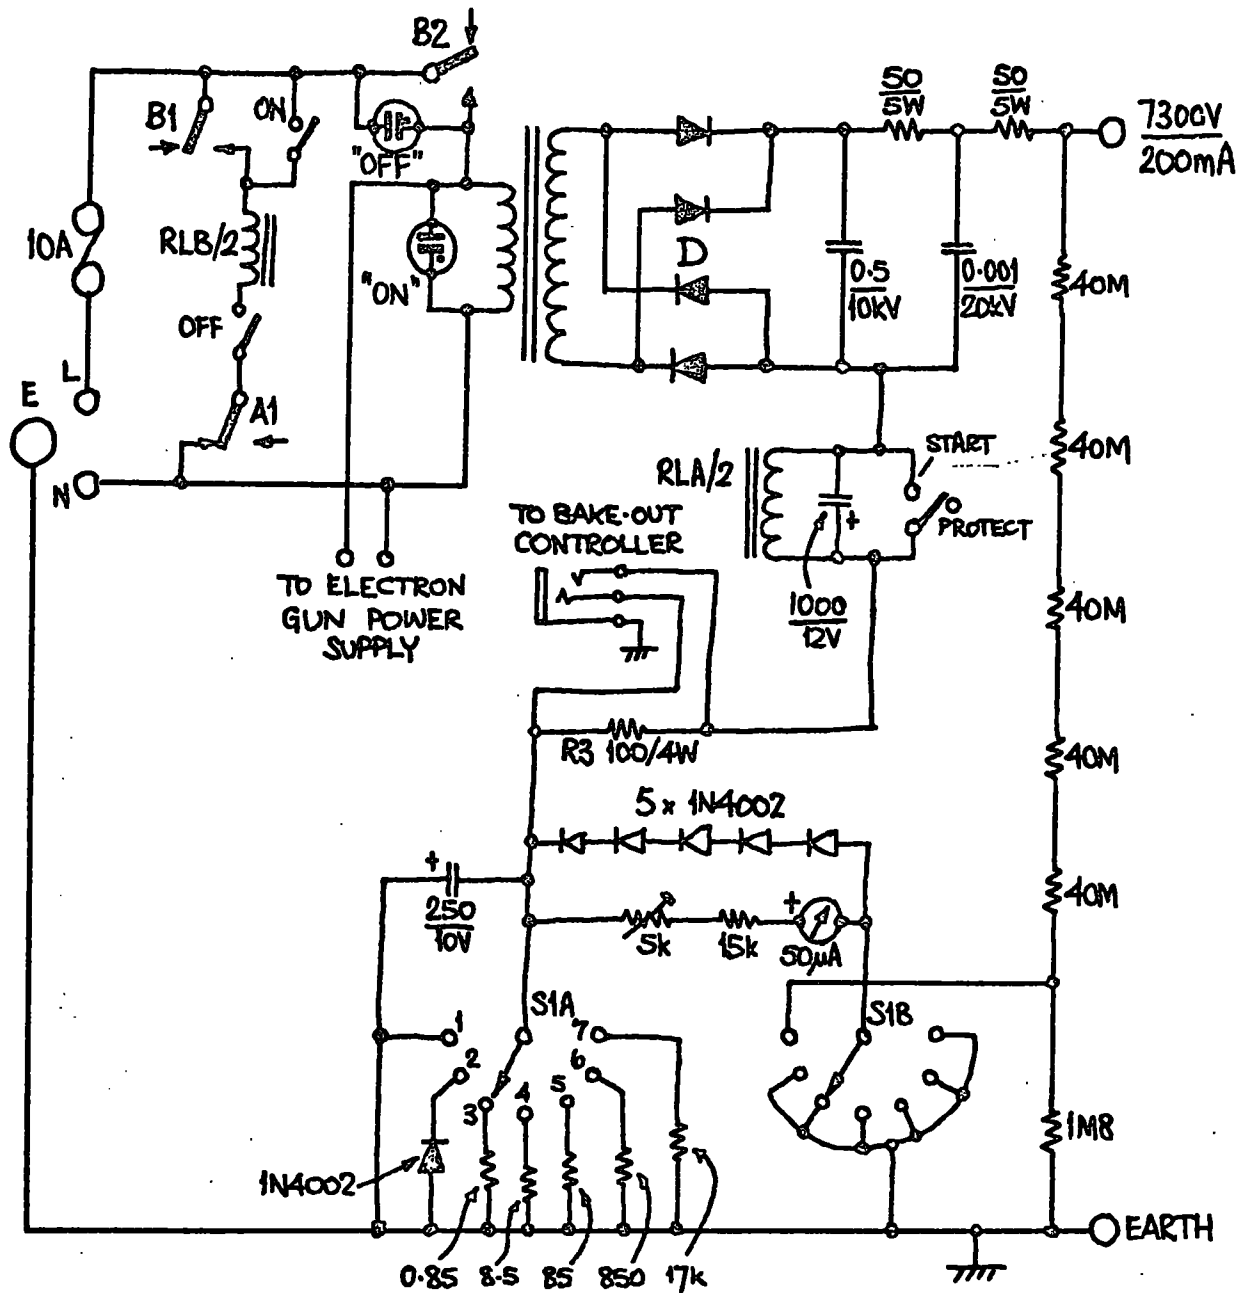 B2
B1
ON
"OFF"
50
5W
50
5W
7300V
200mA
10A
RLB/2
"ON"
D
0.5
10kV
0.001
20kV
40M
OFF
L
E
A1
N
RLA/2
START
PROTECT
40M
TO BAKE-OUT
CONTROLLER
+
1000
12V
TO ELECTRON
GUN POWER
SUPPLY
40M
R3 100/4W
40M
5 x 1N4002
+
250
10V
5k
15k
+
50μA
40M
S1A
S1B
1
2
3
4
5
6
7
1M8
1N4002
EARTH
0.85
8.5
85
850
17k